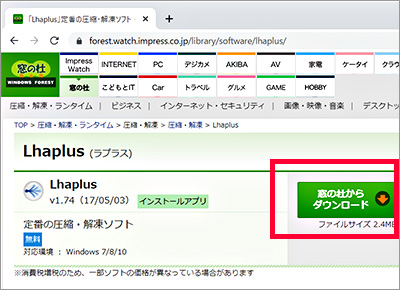 Lhaplus」定番の圧縮・解凍ソフト -
forest.watch.impress.co.jp/library/software/lhaplus/
窓の杜
WINDOWS FOREST
Impress Watch INTERNET PC デジカメ AKIBA AV 家電 ケータイ クラウ
窓の杜 こどもとIT Car トラベル グルメ GAME HOBBY
圧縮・解凍・ランタイム | ビジネス | インターネット・セキュリティ | 画像・映像・音楽 | デスクト
TOP > 圧縮・解凍・ランタイム > 圧縮・解凍 > 圧縮・解凍 > Lhaplus
Lhaplus (ラプラス)
Lhaplus
v1.74（17/05/03） インストールアプリ
定番の圧縮・解凍ソフト
無料
対応環境 : Windows 7/8/10
窓の杜から
ダウンロード
ファイルサイズ 2.4MB
※消費税増税のため、一部ソフトの価格が異なっている場合があります